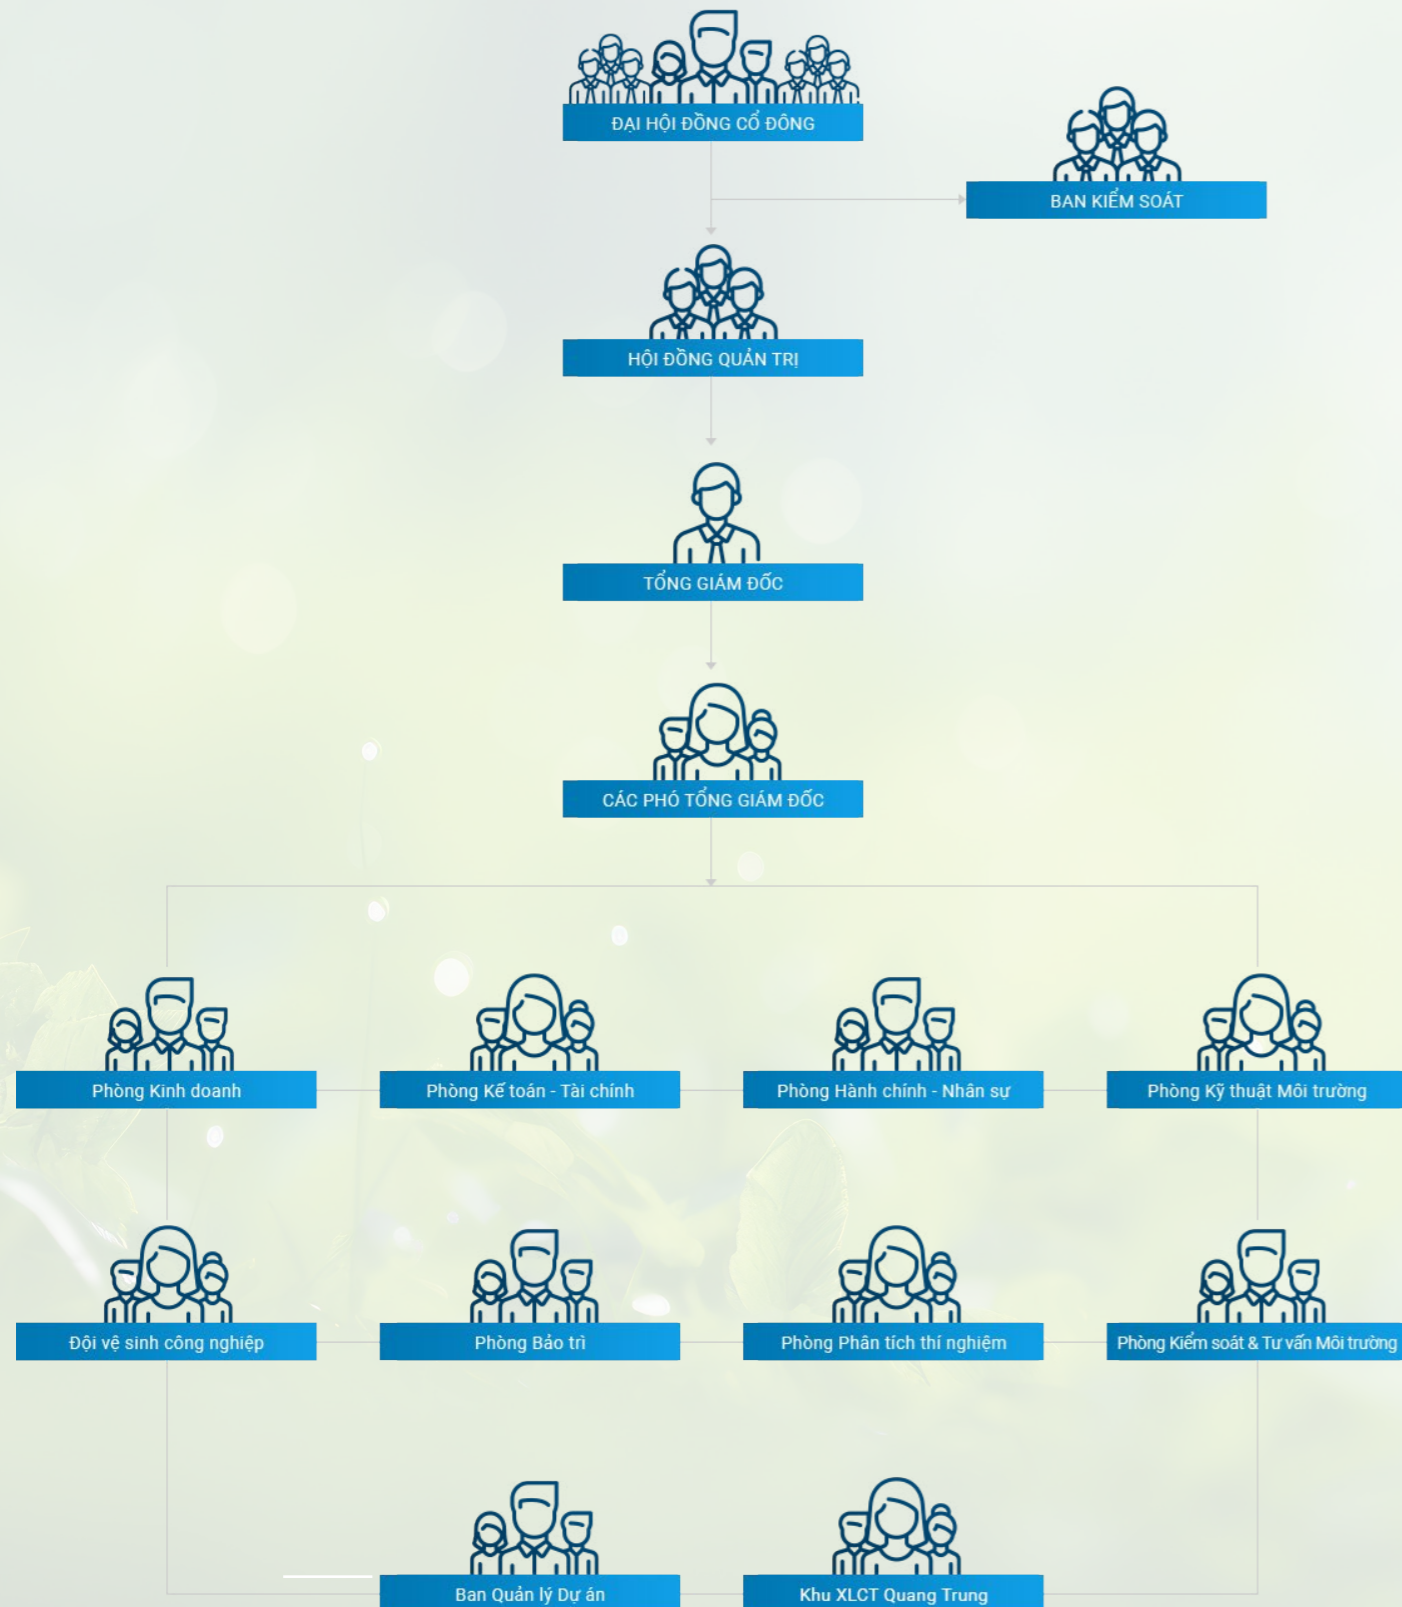 ĐẠI HỘI ĐỒNG CỔ ĐÔNG
BAN KIỂM SOÁT
HỘI ĐỒNG QUẢN TRỊ
TỔNG GIÁM ĐỐC
CÁC PHÓ TỔNG GIÁM ĐỐC
Phòng Kinh doanh
Phòng Kế toán - Tài chính
Phòng Hành chính - Nhân sự
Phòng Kỹ thuật Môi trường
Đội vệ sinh công nghiệp
Phòng Bảo trì
Phòng Phân tích thí nghiệm
Phòng Kiểm soát & Tư vấn Môi trường
Ban Quản lý Dự án
Khu XLCT Quang Trung